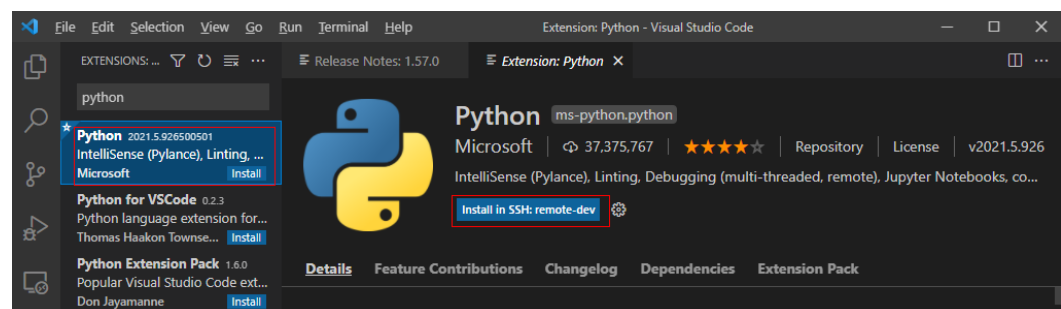 File Edit Selection View Go Run Terminal Help Extension: Python - Visual Studio Code
EXTENSIONS: ...
Release Notes: 1.57.0 Extension: Python
python
Python 2021.5.926500501
IntelliSense (Pylance), Linting, ...
Microsoft Install
Python for VSCode 0.2.3
Python language extension for...
Thomas Haakon Townse... Install
Python Extension Pack 1.6.0
Popular Visual Studio Code ext...
Don Jayamanne Install
Python ms-python.python
Microsoft 37,375,767 Repository License v2021.5.926
IntelliSense (Pylance), Linting, Debugging (multi-threaded, remote), Jupyter Notebooks, co...
Install in SSH: remote-dev
Details Feature Contributions Changelog Dependencies Extension Pack